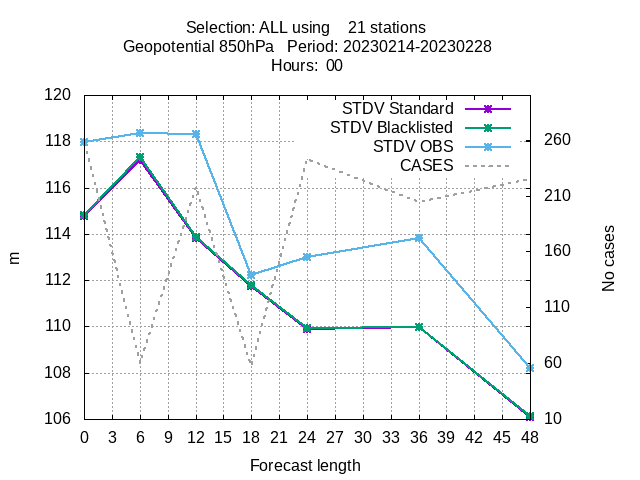 Selection: ALL using    21 stations
Geopotential 850hPa   Period: 20230214-20230228
Hours:  00
120
118
116
114
112
110
108
106
m
STDV Standard
STDV Blacklisted
STDV OBS
CASES
260
210
160
110
60
10
No cases
0 3 6 9 12 15 18 21 24 27 30 33 36 39 42 45 48
Forecast length